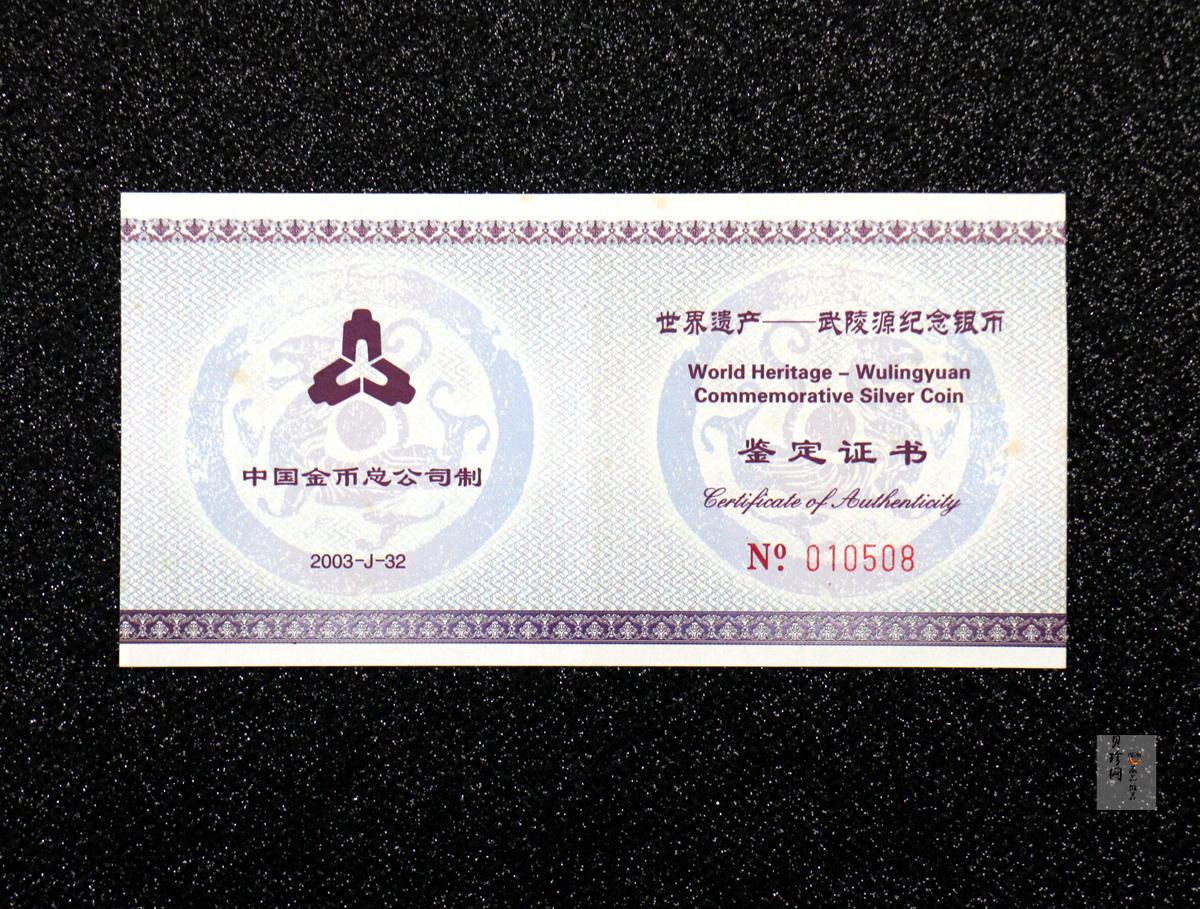 中国金币总公司制
2003-J-32
世界遗产——武陵源纪念银币
World Heritage – Wulingyuan
Commemorative Silver Coin
鉴定证书
Certificate of Authenticity
Nº 010508